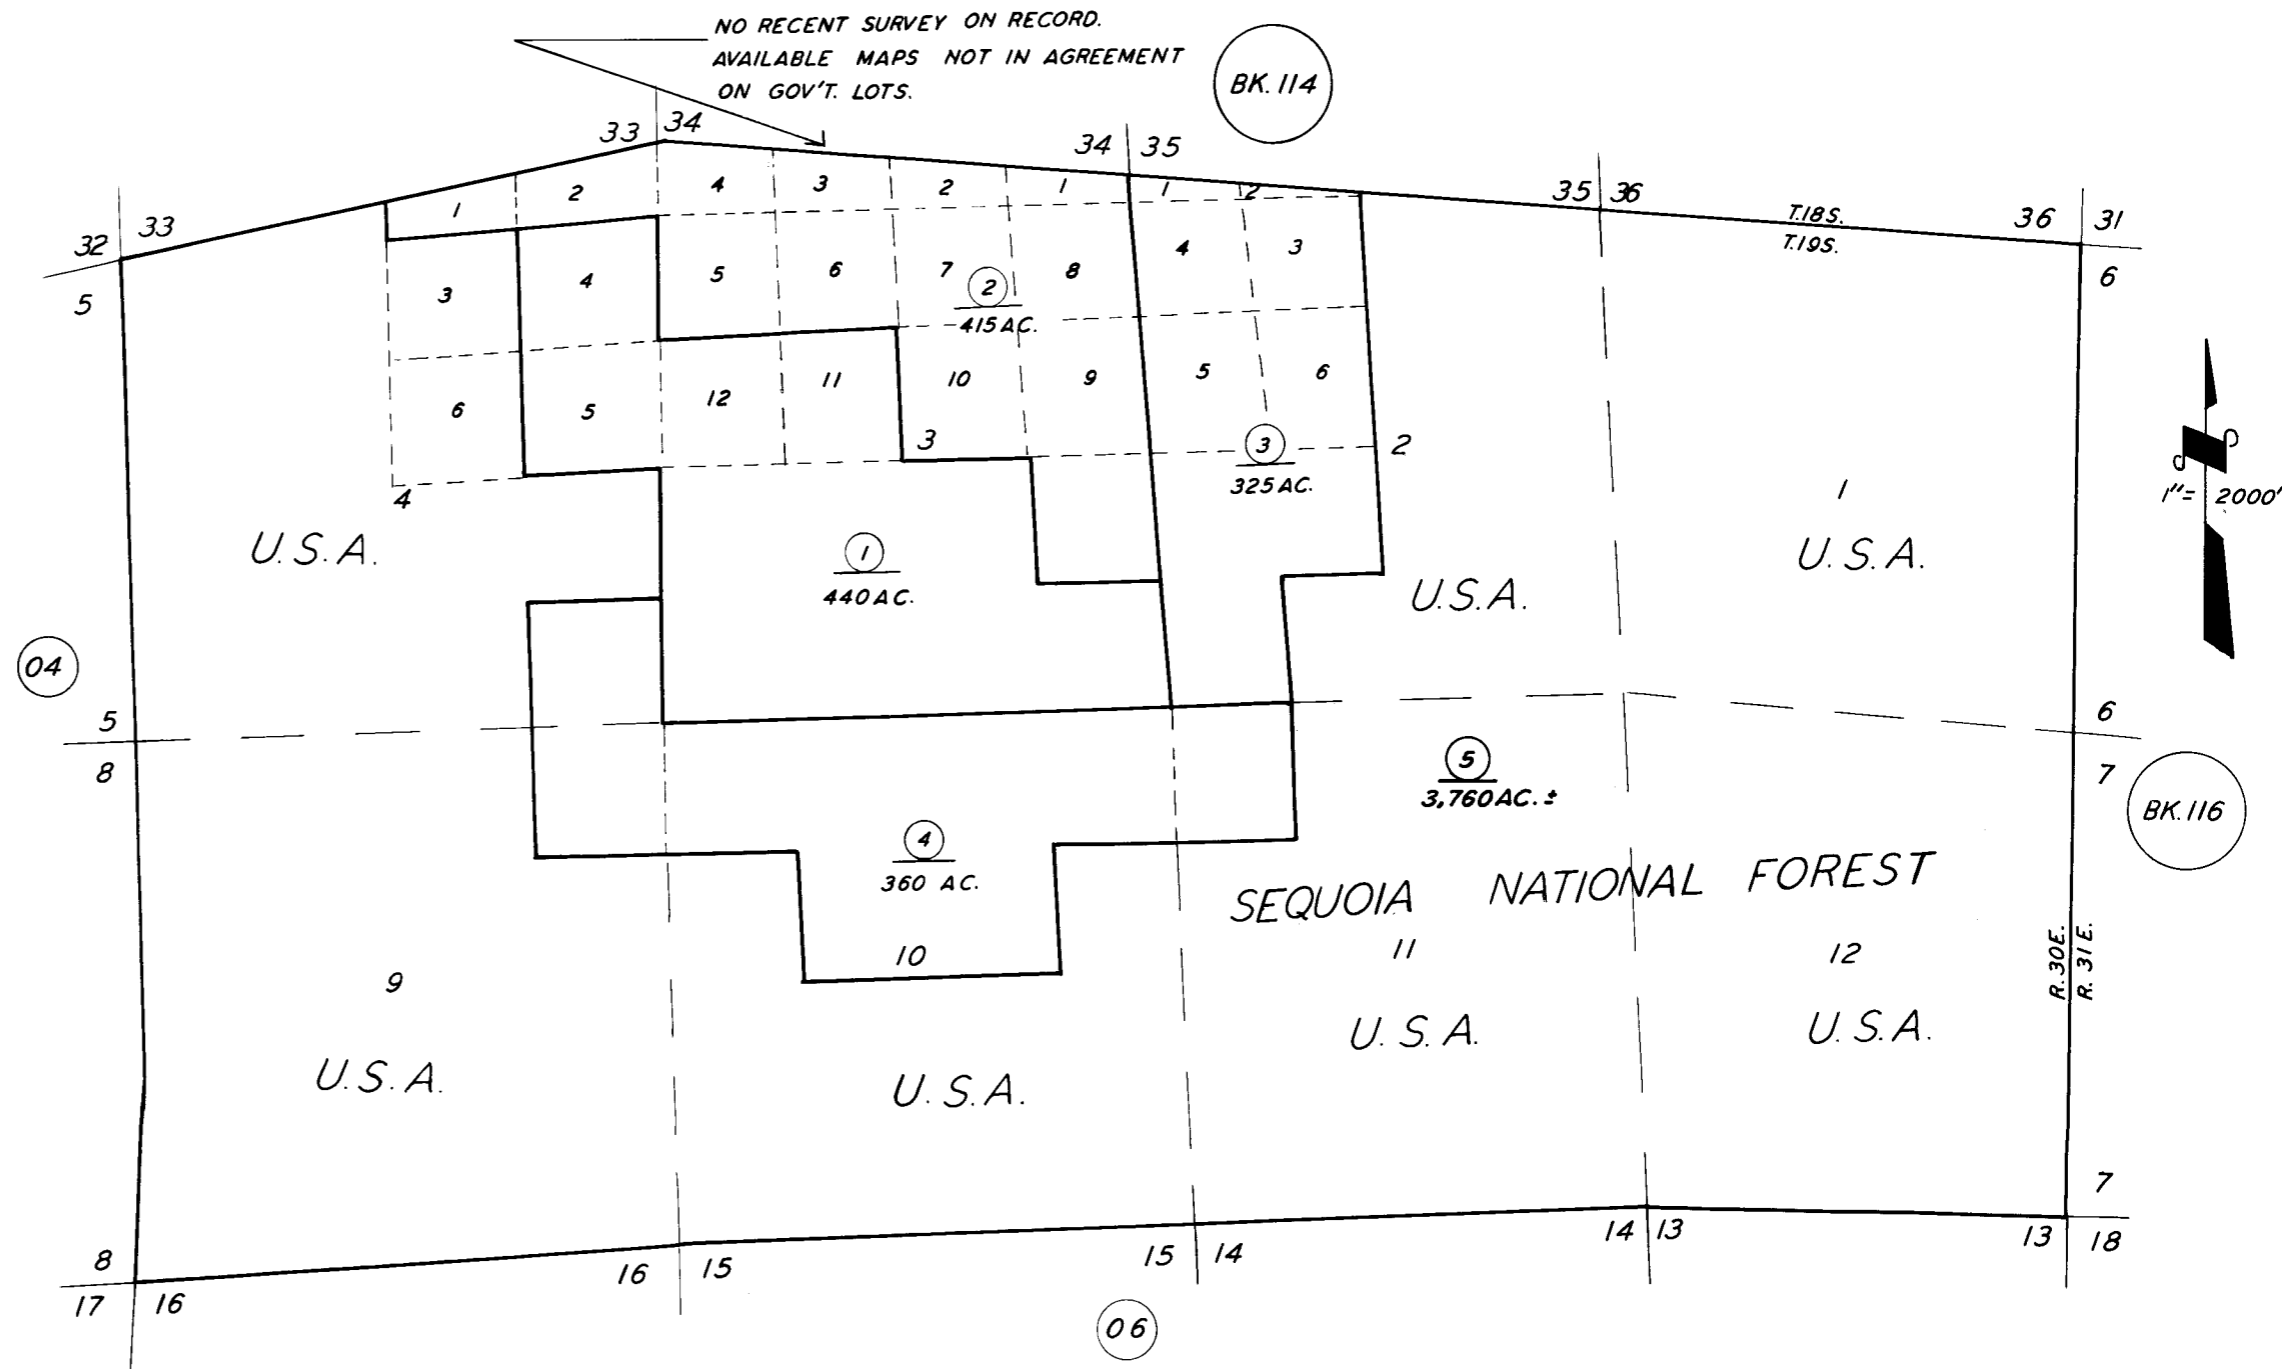 NO RECENT SURVEY ON RECORD.
AVAILABLE MAPS NOT IN AGREEMENT
ON GOV'T. LOTS.
BK. 114
33 34
34 35
35 36
T.18S.
36 31
T.19S.
32 33
5
6
1
2
4
3
2
1
1
2
3
4
5
6
7
8
4
3
2
415 AC.
6
5
12
11
10
9
5
6
4
3
3
325 AC.
2
1
1"= 2000'
U.S.A.
1
440 AC.
U.S.A.
U.S.A.
04
5
8
6
7
5
3,760 AC. ±
BK. 116
4
360 AC.
SEQUOIA NATIONAL FOREST
9
10
11
12
R. 30E.
R. 31E.
U.S.A.
U.S.A.
U.S.A.
U.S.A.
8
17 16
16 15
15 14
14 13
7
13 18
06